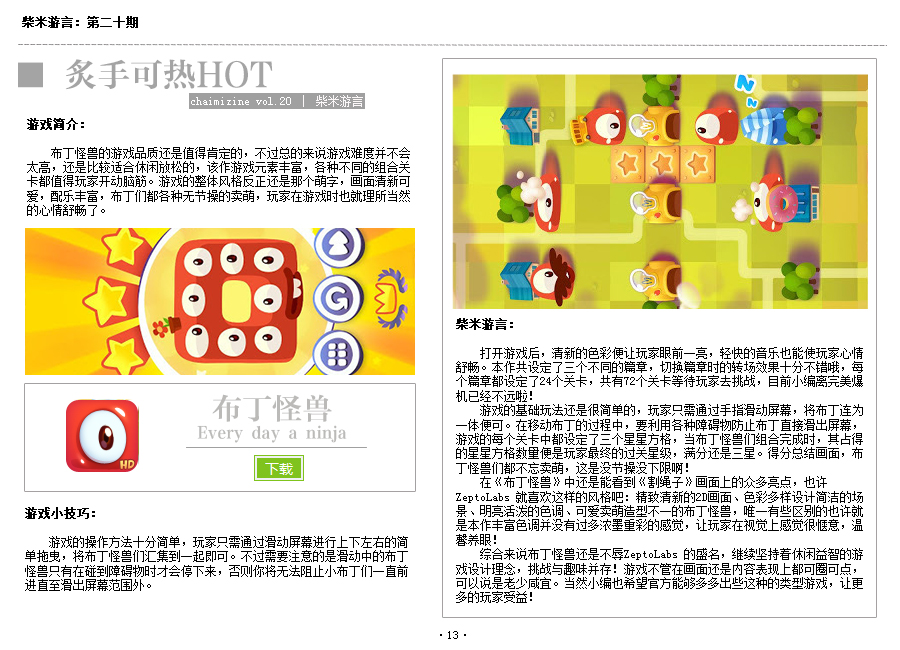 柴米游言：第二十期
炙手可热HOT
chaimizine vol.20 | 柴米游言
游戏简介：
布丁怪兽的游戏品质还是值得肯定的，不过总的来说游戏难度并不会
太高，还是比较适合休闲放松的，该作游戏元素丰富，各种不同的组合关
卡都值得玩家开动脑筋。游戏的整体风格反正还是那个萌字，画面清新可
爱，配乐丰富，布丁们都各种无节操的卖萌，玩家在游戏时也就理所当然
的心情舒畅了。
布丁怪兽
Every day a ninja
HD
下载
游戏小技巧：
游戏的操作方法十分简单，玩家只需通过滑动屏幕进行上下左右的简
单拖曳，将布丁怪兽们汇集到一起即可。不过需要注意的是滑动中的布丁
怪兽只有在碰到障碍物时才会停下来，否则你将无法阻止小布丁们一直前
进直至滑出屏幕范围外。
N
N
柴米游言：
打开游戏后，清新的色彩便让玩家眼前一亮，轻快的音乐也能使玩家心情
舒畅。本作共设定了三个不同的篇章，切换篇章时的转场效果十分不错哦，每
个篇章都设定了24个关卡，共有72个关卡等待玩家去挑战，目前小编离完美爆
机已经不远啦！
游戏的基础玩法还是很简单的，玩家只需通过手指滑动屏幕，将布丁连为
一体便可。在移动布丁的过程中，要利用各种障碍物防止布丁直接滑出屏幕，
游戏的每个关卡中都设定了三个星星方格，当布丁怪兽们组合完成时，其占得
的星星方格数量便是玩家最终的过关星级，满分还是三星。得分总结画面，布
丁怪兽们都不忘卖萌，这是没节操没下限啊！
在《布丁怪兽》中还是能看到《割绳子》画面上的众多亮点，也许
ZeptoLabs 就喜欢这样的风格吧：精致清新的2D画面、色彩多样设计简洁的场
景、明亮活泼的色调、可爱卖萌造型不一的布丁怪兽，唯一有些区别的也许就
是本作丰富色调并没有过多浓墨重彩的感觉，让玩家在视觉上感觉很惬意，温
馨养眼！
综合来说布丁怪兽还是不辱ZeptoLabs 的盛名，继续坚持着休闲益智的游
戏设计理念，挑战与趣味并存！游戏不管在画面还是内容表现上都可圈可点，
可以说是老少咸宜。当然小编也希望官方能够多多出些这种的类型游戏，让更
多的玩家受益！
·13·